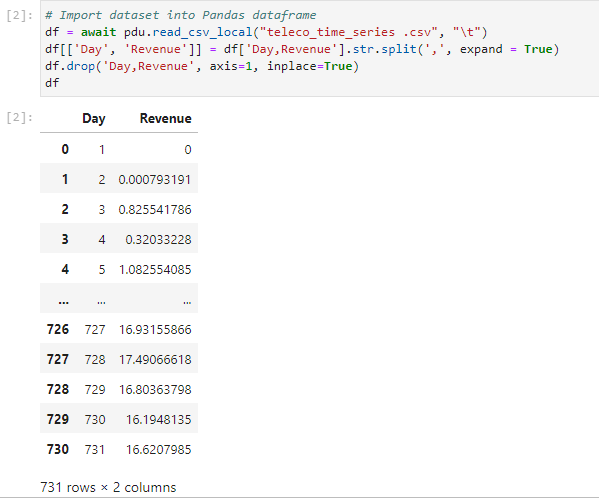 [2]: # Import dataset into Pandas dataframe
df = await pdu.read_csv_local("teleco_time_series .csv", "\t")
df[['Day', 'Revenue']] = df['Day,Revenue'].str.split(',', expand = True)
df.drop('Day,Revenue', axis=1, inplace=True)
df
[2]: Day Revenue
0 1 0
1 2 0.000793191
2 3 0.825541786
3 4 0.32033228
4 5 1.082554085
... ... ...
726 727 16.93155866
727 728 17.49066618
728 729 16.80363798
729 730 16.1948135
730 731 16.6207985
731 rows × 2 columns